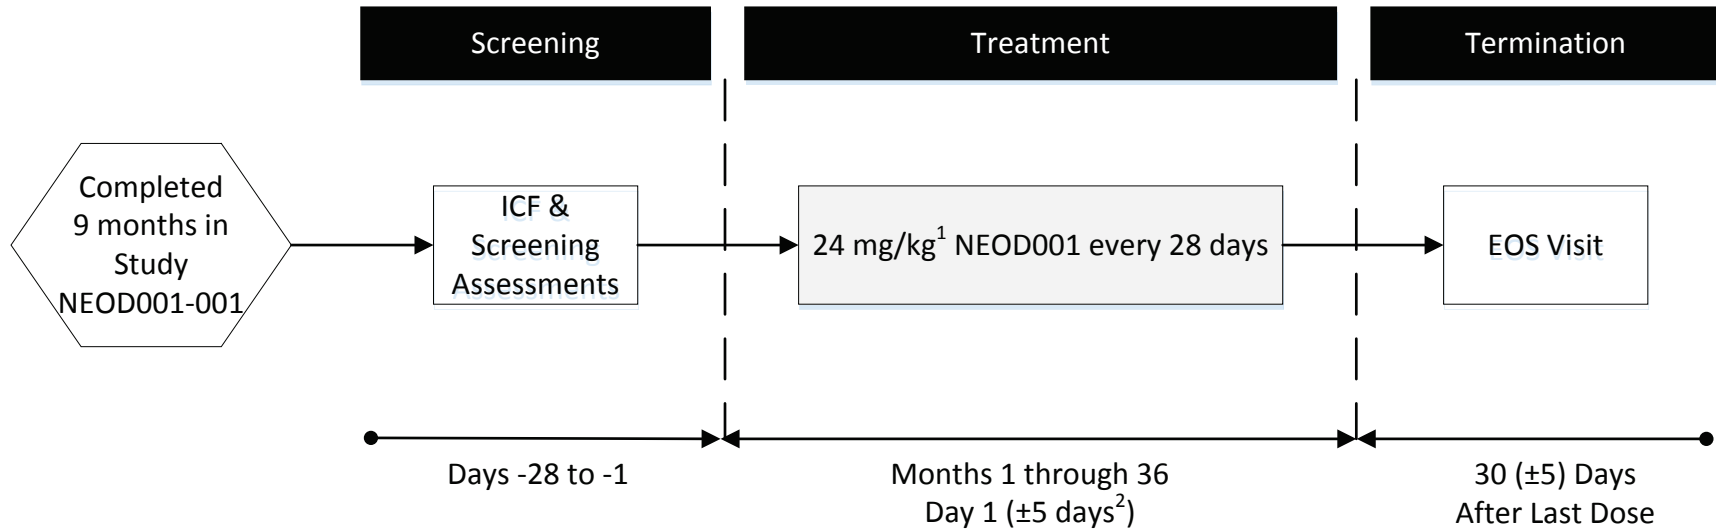 Screening
Treatment
Termination
Completed
9 months in
Study
NEOD001-001
ICF &
Screening
Assessments
24 mg/kg¹ NEOD001 every 28 days
EOS Visit
Days -28 to -1
Months 1 through 36
Day 1 (±5 days²)
30 (±5) Days
After Last Dose